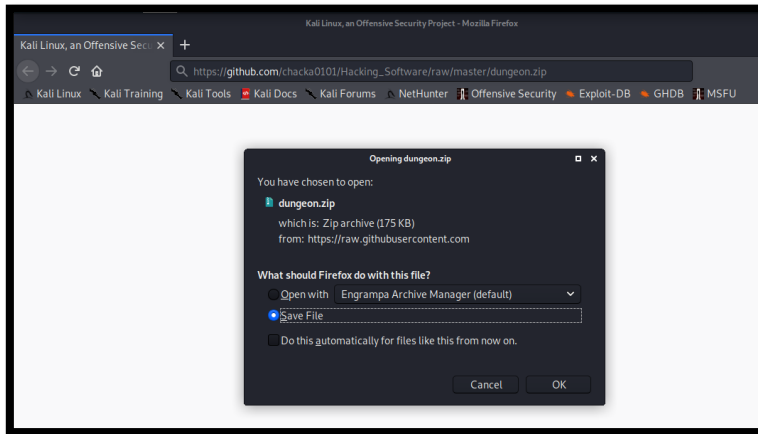 Kali Linux, an Offensive Security Project - Mozilla Firefox
Kali Linux, an Offensive Secu
https://github.com/chacka0101/Hacking_Software/raw/master/dungeon.zip
Kali Linux Kali Training Kali Tools Kali Docs Kali Forums NetHunter Offensive Security Exploit-DB GHDB MSFU
Opening dungeon.zip
You have chosen to open:
dungeon.zip
which is: Zip archive (175 KB)
from: https://raw.githubusercontent.com
What should Firefox do with this file?
Open with Engrampa Archive Manager (default)
Save File
Do this automatically for files like this from now on.
Cancel OK